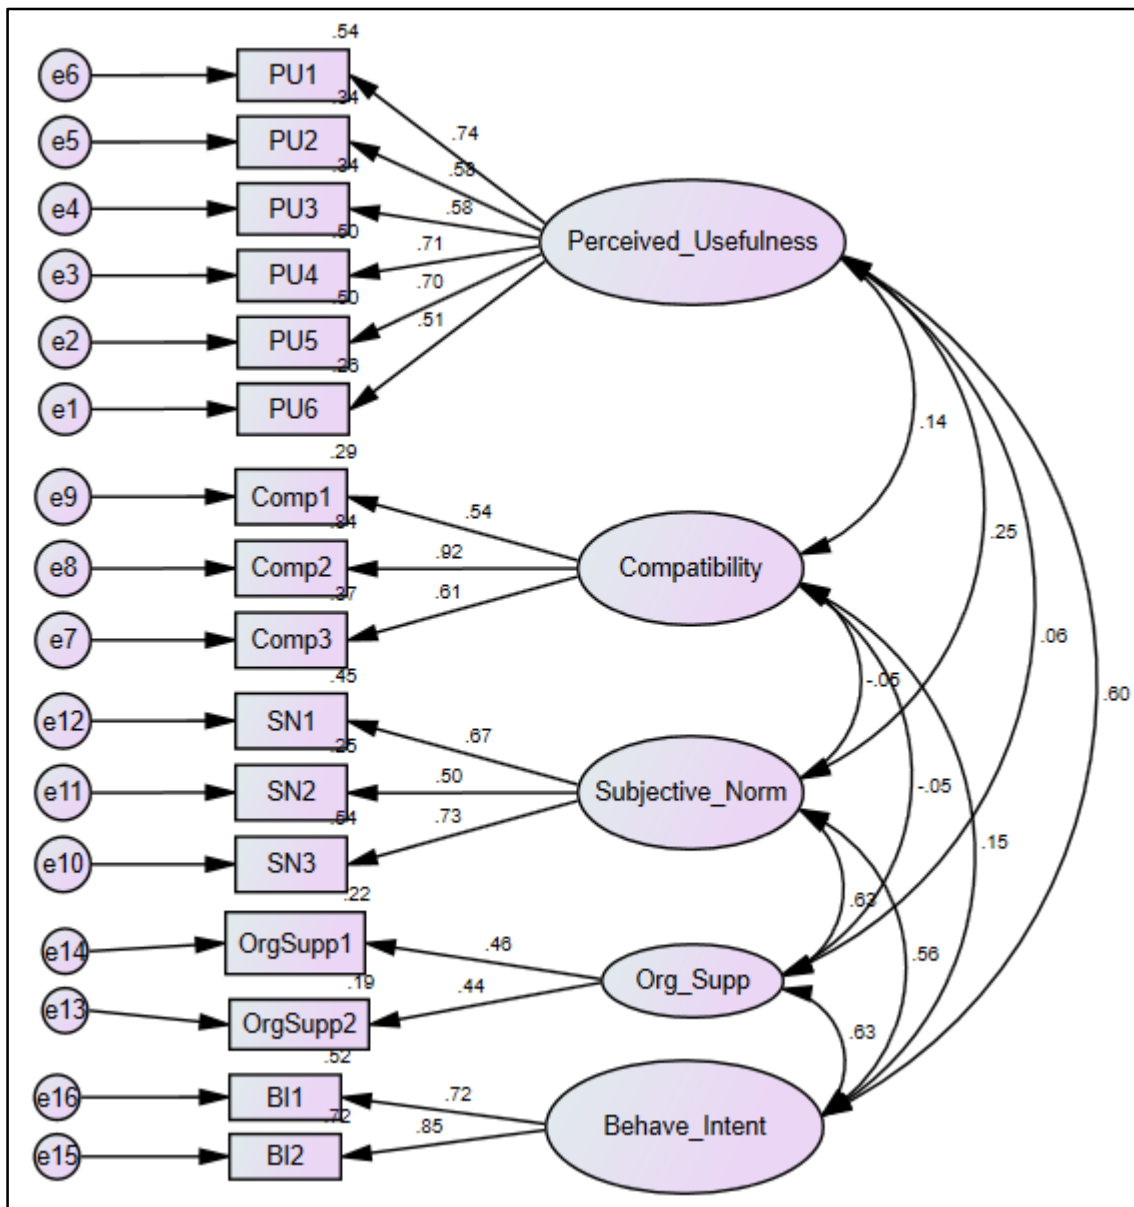 .54
e6 PU1
.34
.74
e5 PU2
.58
.34
e4 PU3
.58
Perceived_Usefulness
.50
.71
e3 PU4
.50
.70
e2 PU5
.51
.26
e1 PU6
.14
.29
e9 Comp1
.54
.84
.25
.92
e8 Comp2
Compatibility
.37
.61
.06
e7 Comp3
.45
-.05
.60
e12 SN1
.67
.25
.50
-.05
e11 SN2
Subjective_Norm
.54
.73
.15
e10 SN3
.22
.63
e14 OrgSupp1
.46
.56
.19
.44
Org_Supp
e13 OrgSupp2
.63
.52
e16 BI1
.72
.72
.85
Behave_Intent
e15 BI2